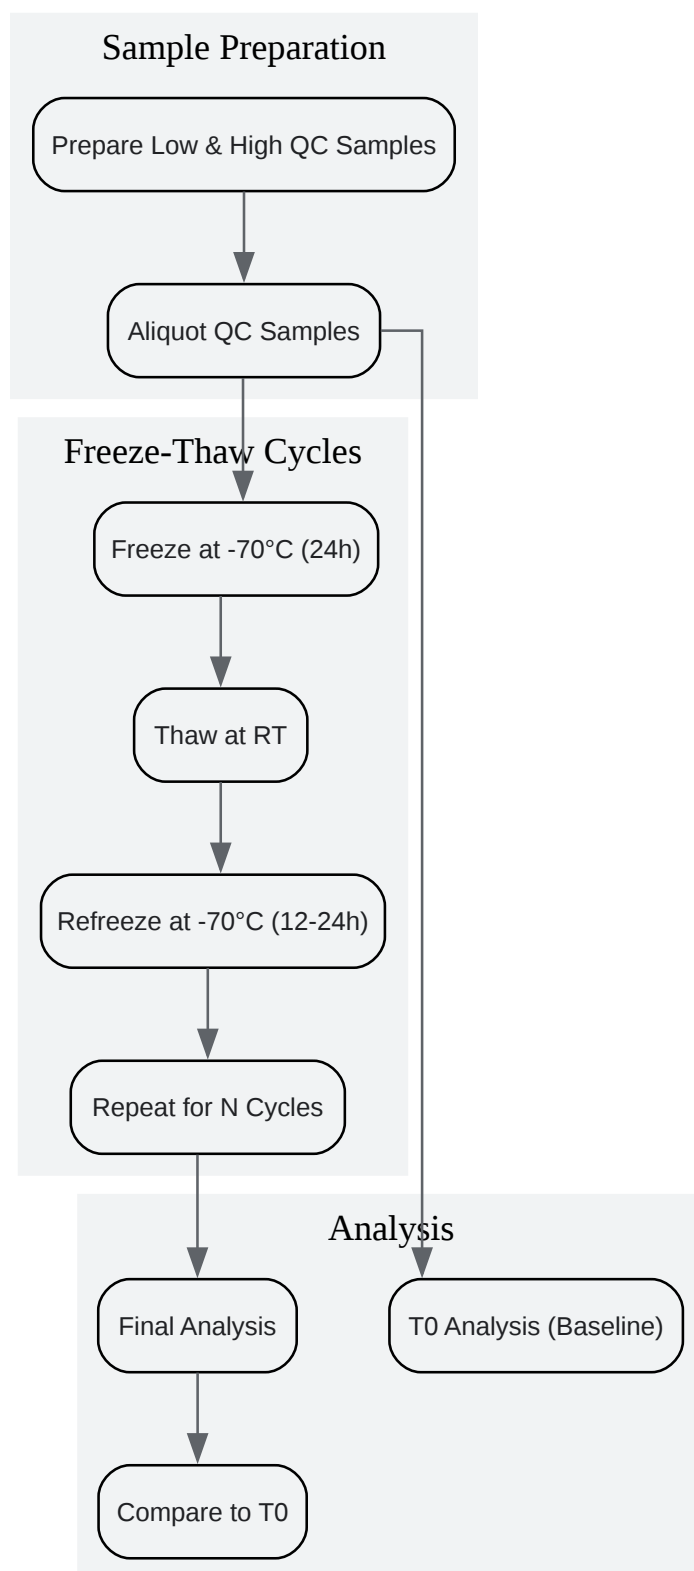 Sample Preparation
Prepare Low & High QC Samples
Aliquot QC Samples
Freeze-Thaw Cycles
Freeze at -70°C (24h)
Thaw at RT
Refreeze at -70°C (12-24h)
Repeat for N Cycles
Analysis
Final Analysis
T0 Analysis (Baseline)
Compare to T0